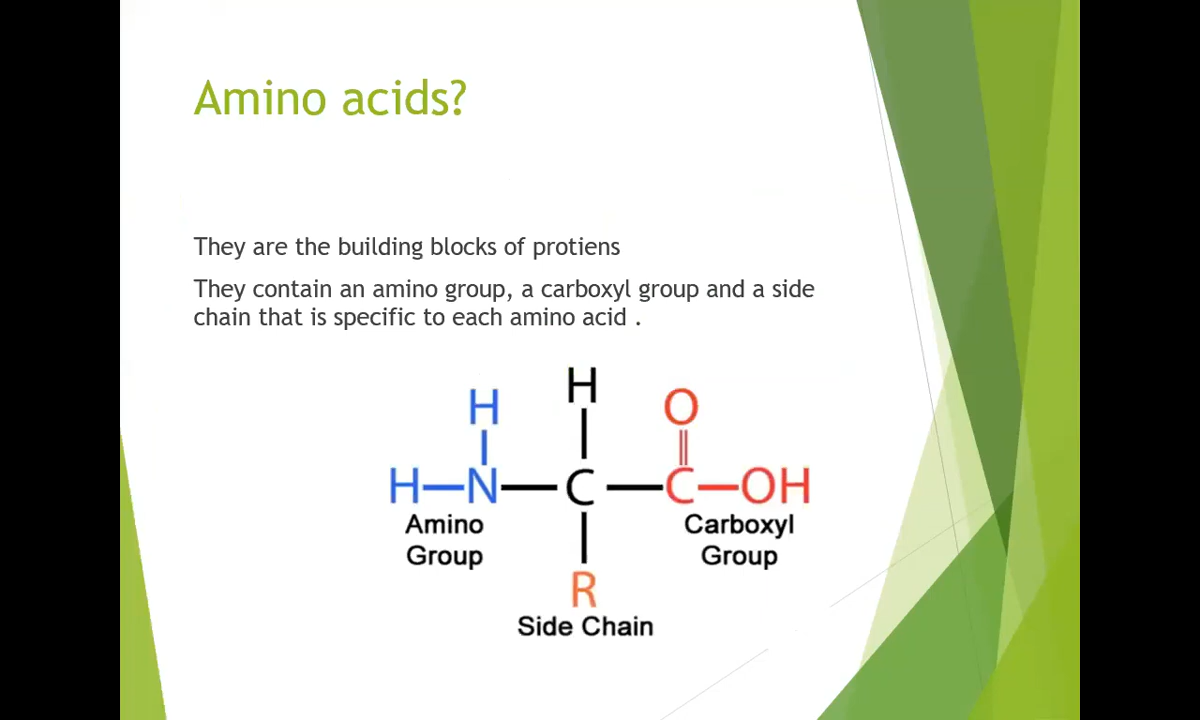 Amino acids?
They are the building blocks of protiens
They contain an amino group, a carboxyl group and a side
chain that is specific to each amino acid .
H
H O
H N C C OH
Amino Carboxyl
Group Group
R
Side Chain